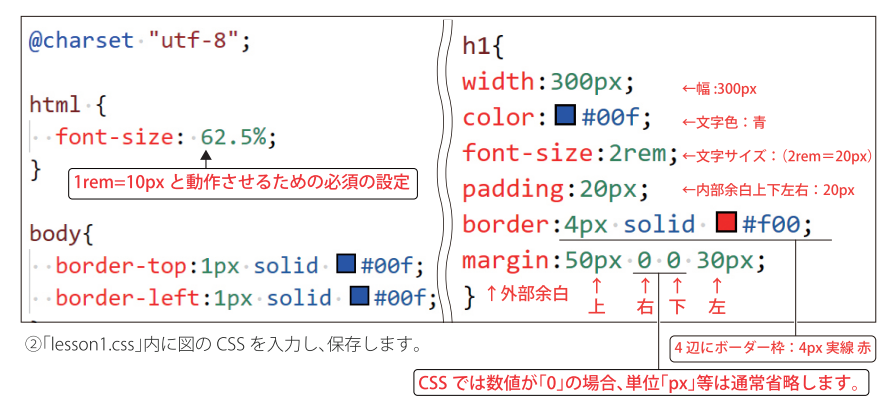 @charset "utf-8";
html {
font-size: 62.5%;
}
1rem=10px と動作させるための必須の設定
body{
border-top:1px solid #00f;
border-left:1px solid #00f;
h1{
width:300px; ←幅:300px
color: #00f; ←文字色：青
font-size:2rem; ←文字サイズ：（2rem＝20px）
padding:20px; ←内部余白上下左右：20px
border:4px solid #f00;
margin:50px 0 0 30px;
} ↑外部余白 ↑ ↑ ↑ ↑
上 右 下 左
4 辺にボーダー枠：4px 実線 赤
②「lesson1.css」内に図の CSS を入力し、保存します。
CSS では数値が「0」の場合、単位「px」等は通常省略します。